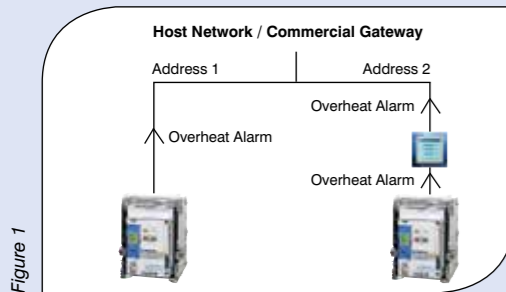 Host Network / Commercial Gateway
Address 1
Address 2
Overheat Alarm
Overheat Alarm
Overheat Alarm
Figure 1